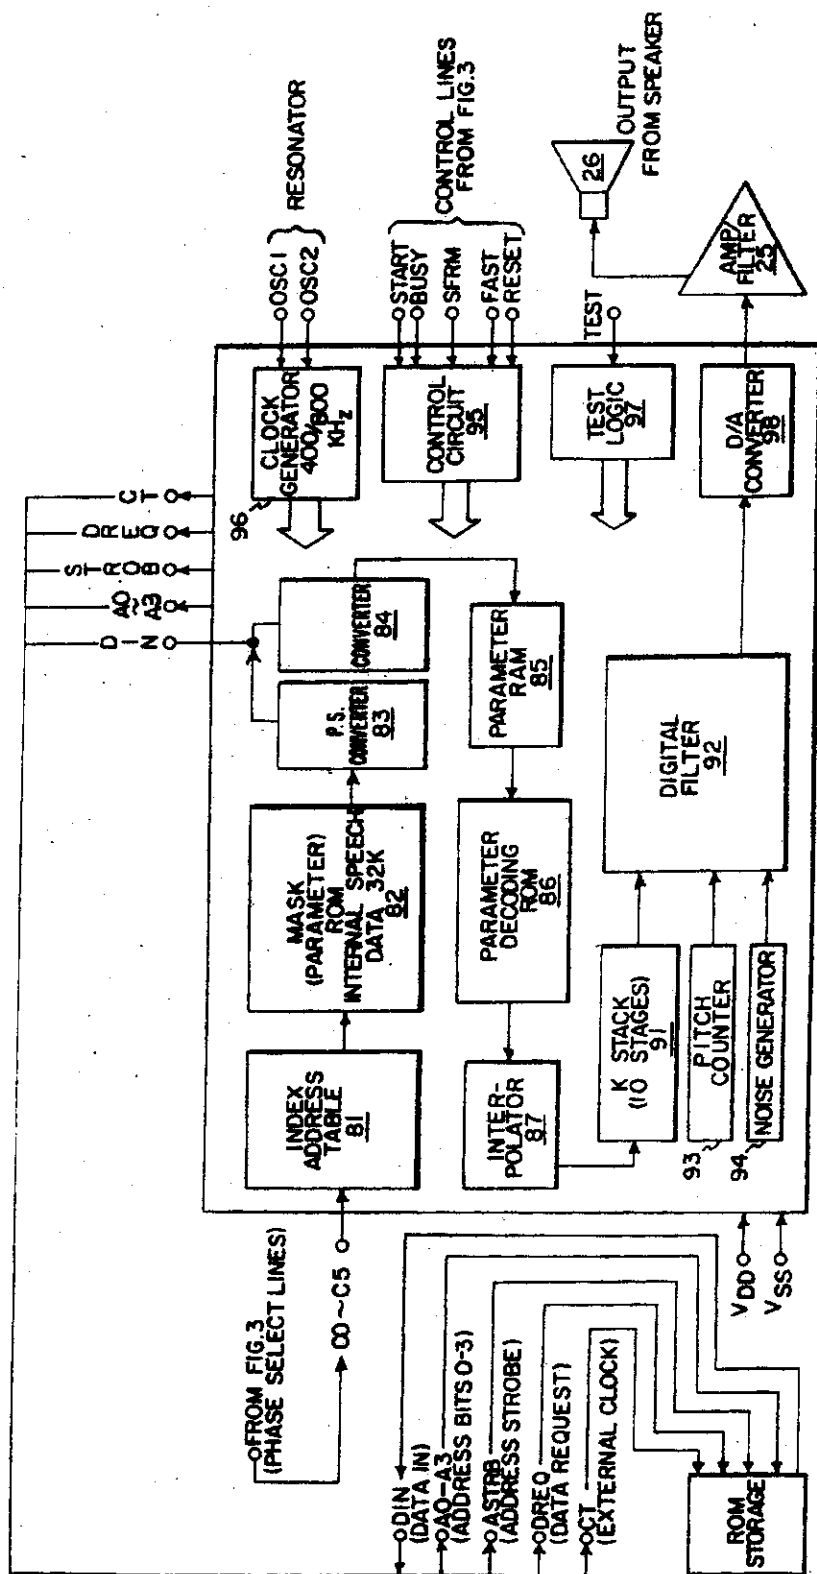 RESONATOR
OSC1
OSC2
CONTROL LINES
FROM FIG.3
START
BUSY
SFRM
FAST
RESET
TEST
OUTPUT
FROM SPEAKER
26
AMP/
FILTER
25
CT
DREQ
STROB
A0~A3
DIN
96
CLOCK
GENERATOR
400/800
KHz
CONTROL
CIRCUIT
95
TEST
LOGIC
97
D/A
CONVERTER
98
CONVERTER
84
P.S.
CONVERTER
83
MASK
(PARAMETER)
ROM
INTERNAL SPEECH
DATA 32K
82
INDEX
ADDRESS
TABLE
81
PARAMETER
RAM
85
PARAMETER
DECODING
ROM
86
INTER-
POLATOR
87
DIGITAL
FILTER
92
K STACK
(10 STAGES)
91
PITCH
COUNTER
93
NOISE GENERATOR
94
FROM FIG.3
(PHASE SELECT LINES)
C0~C5
VDD
VSS
DIN
(DATA IN)
A0-A3
(ADDRESS BITS 0-3)
ASTRB
(ADDRESS STROBE)
DREQ
(DATA REQUEST)
CT
(EXTERNAL CLOCK)
ROM
STORAGE